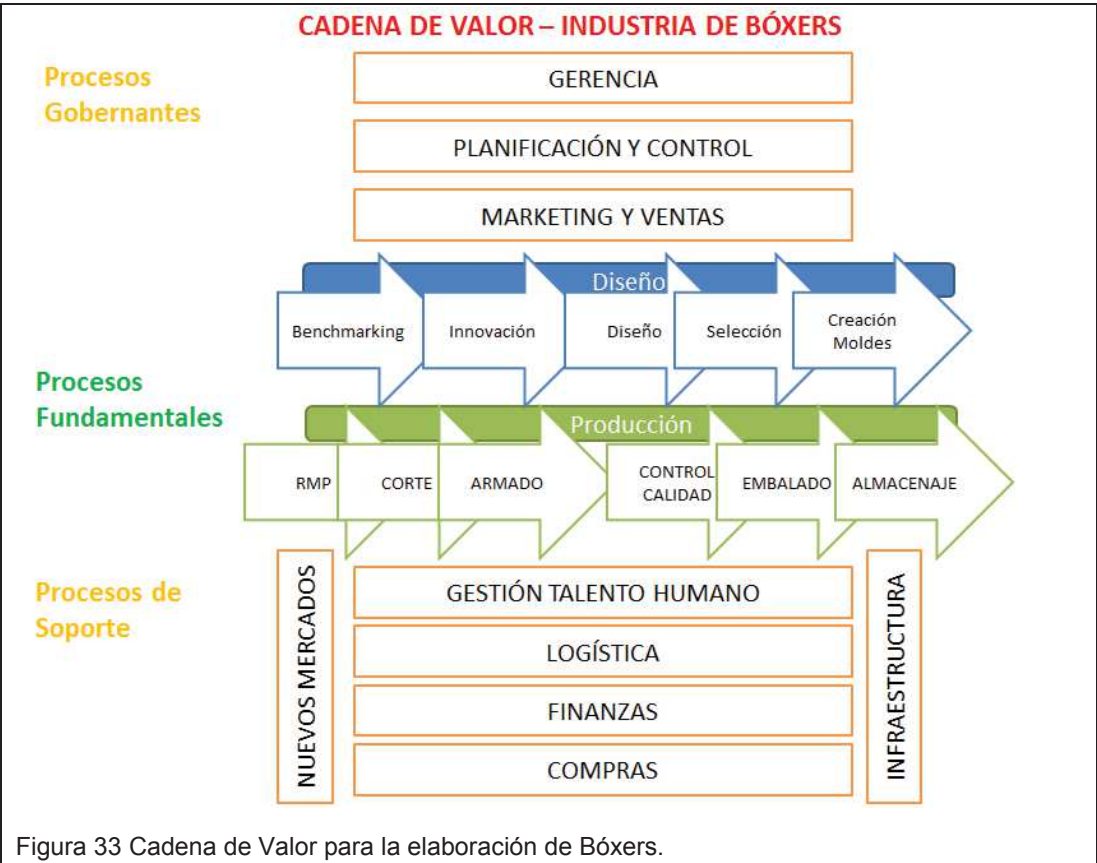 CADENA DE VALOR – INDUSTRIA DE BÓXERS
Procesos
Gobernantes
GERENCIA
PLANIFICACIÓN Y CONTROL
MARKETING Y VENTAS
Procesos
Fundamentales
Diseño
Benchmarking
Innovación
Diseño
Selección
Creación
Moldes
Producción
RMP
CORTE
ARMADO
CONTROL
CALIDAD
EMBALADO
ALMACENAJE
Procesos de
Soporte
NUEVOS MERCADOS
GESTIÓN TALENTO HUMANO
LOGÍSTICA
FINANZAS
COMPRAS
INFRAESTRUCTURA
Figura 33 Cadena de Valor para la elaboración de Bóxers.